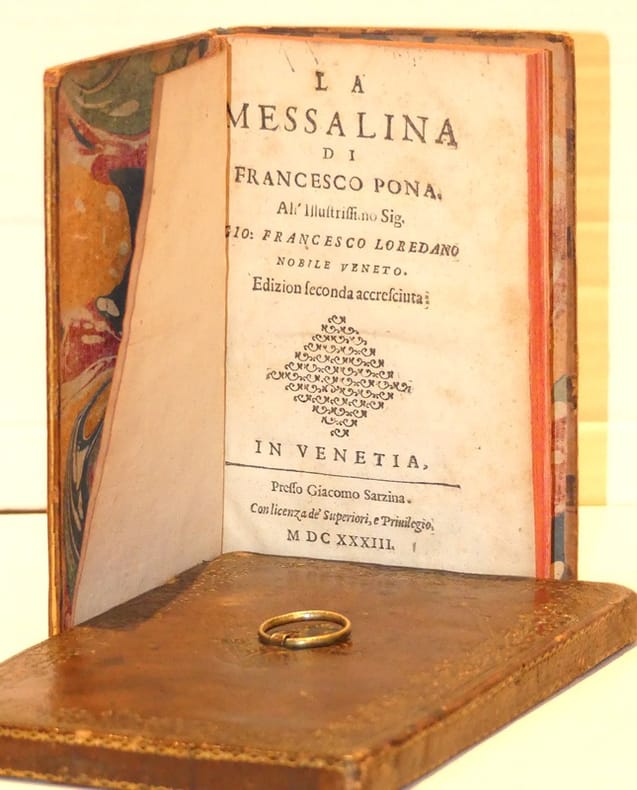 LA
MESSALINA
DI
FRANCESCO PONA.
All' Illuſtriſſimo Sig.
GIO: FRANCESCO LOREDANO
NOBILE VENETO.
Edizion ſeconda accreſciuta
IN VENETIA,
Preſſo Giacomo Sarzina.
Con licenza de' Superiori, e Priuilegio.
M DC XXXIII.